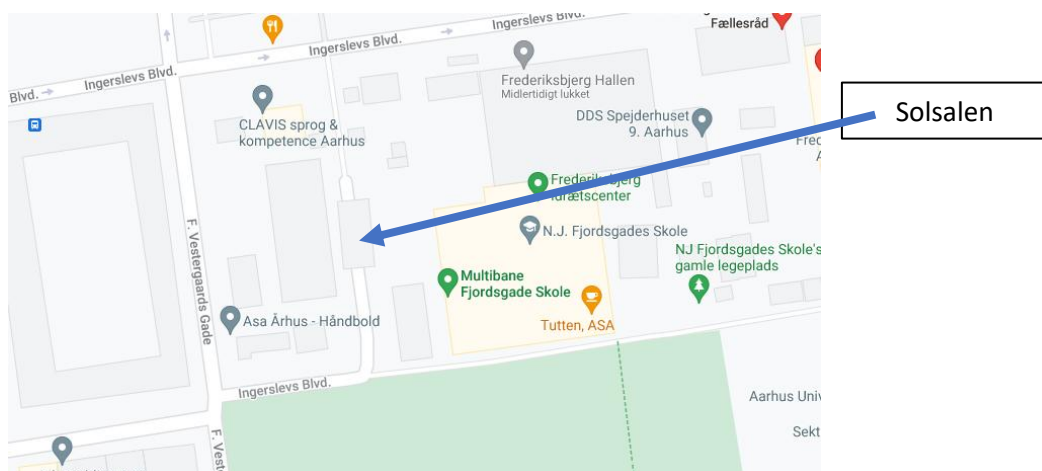 Fællesråd
Ingerslevs Blvd.
Ingerslevs Blvd.
Ingerslevs Blvd.
Blvd.
Frederiksbjerg Hallen
Midlertidigt lukket
Solsalen
CLAVIS sprog &
kompetence Aarhus
DDS Spejderhuset
9. Aarhus
Frederiksbjerg
Idrætscenter
F. Vestergaards Gade
N.J. Fjordsgades Skole
NJ Fjordsgades Skole's
gamle legeplads
Multibane
Fjordsgade Skole
Asa Århus - Håndbold
Tutten, ASA
Ingerslevs Blvd.
Aarhus Univ
Sekt
F. Vest